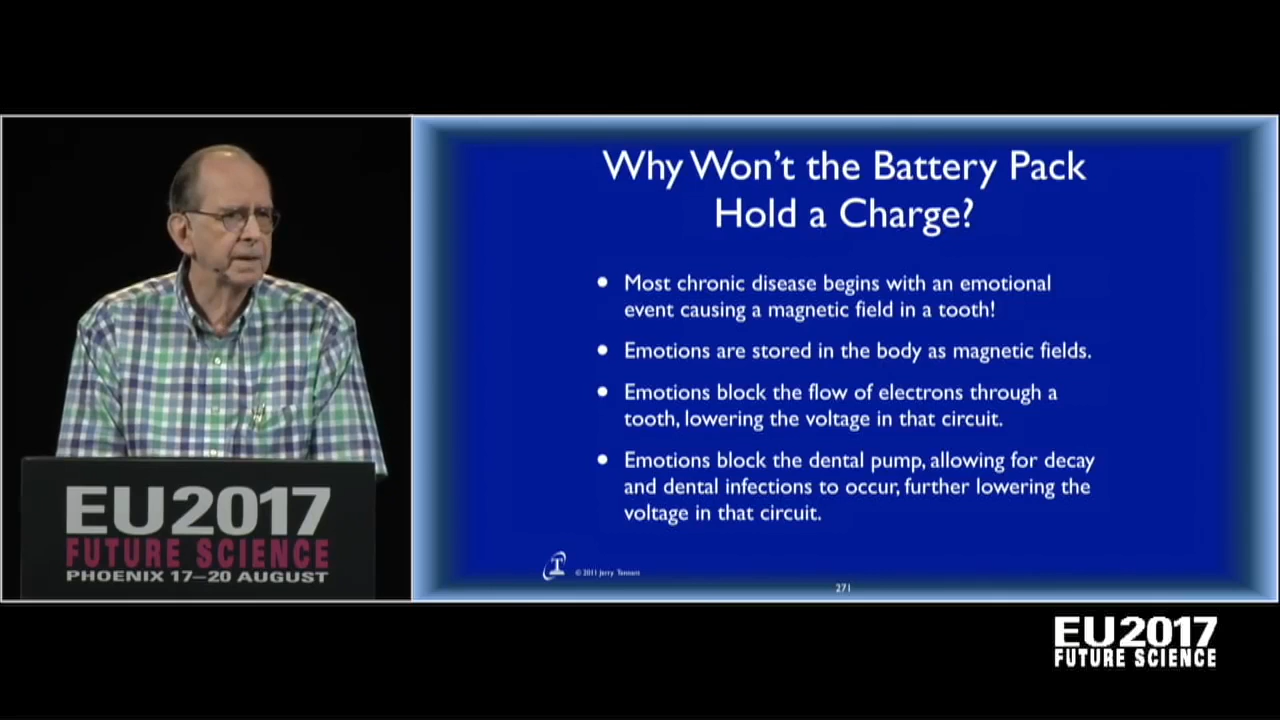 Why Won't the Battery Pack
Hold a Charge?
• Most chronic disease begins with an emotional
event causing a magnetic field in a tooth!
• Emotions are stored in the body as magnetic fields.
• Emotions block the flow of electrons through a
tooth, lowering the voltage in that circuit.
• Emotions block the dental pump, allowing for decay
and dental infections to occur, further lowering the
voltage in that circuit.
T
© 2011 Jerry Tennant
271
EU2017
FUTURE SCIENCE
PHOENIX 17–20 AUGUST
EU2017
FUTURE SCIENCE